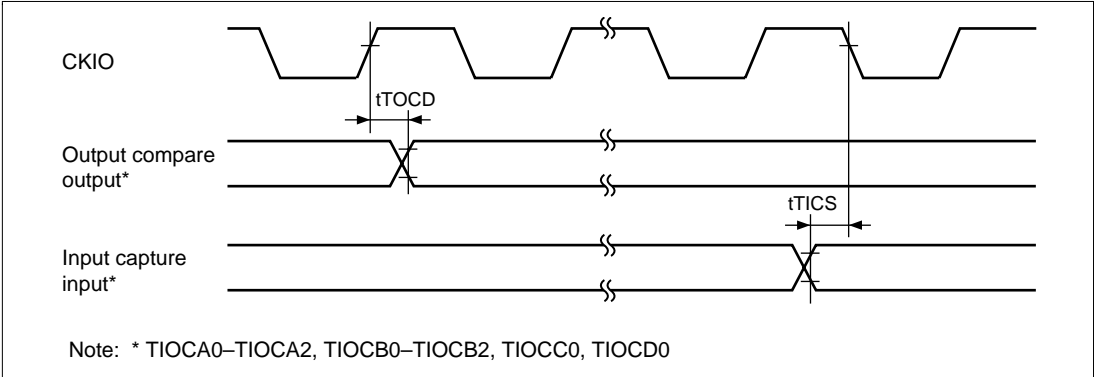 CKIO
tTOCD
Output compare
output*
tTICS
Input capture
input*
Note: * TIOCA0–TIOCA2, TIOCB0–TIOCB2, TIOCC0, TIOCD0